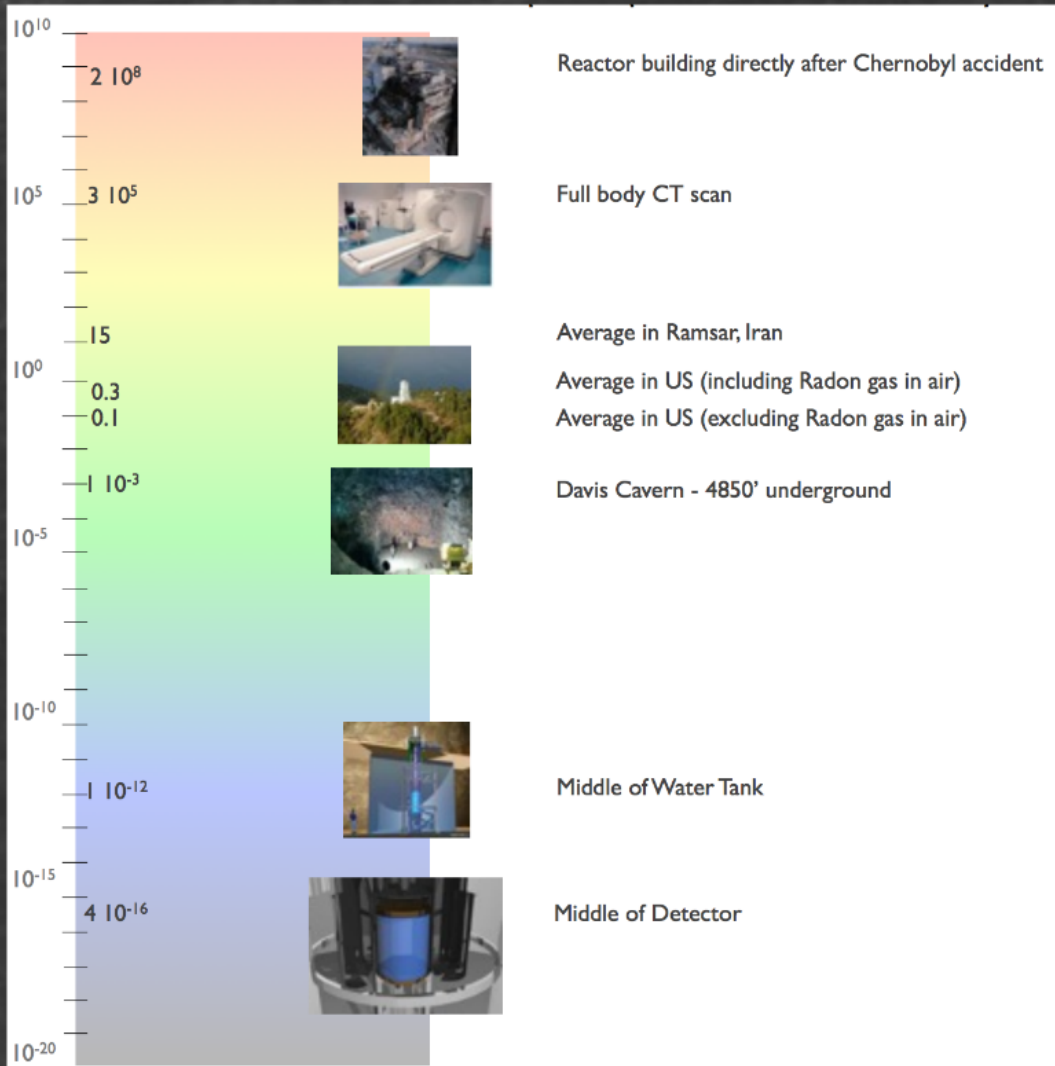 10¹⁰
2 10⁸ Reactor building directly after Chernobyl accident
10⁵ 3 10⁵ Full body CT scan
15 Average in Ramsar, Iran
10⁰
0.3 Average in US (including Radon gas in air)
0.1 Average in US (excluding Radon gas in air)
1 10⁻³ Davis Cavern - 4850’ underground
10⁻⁵
10⁻¹⁰
1 10⁻¹² Middle of Water Tank
10⁻¹⁵
4 10⁻¹⁶ Middle of Detector
10⁻²⁰